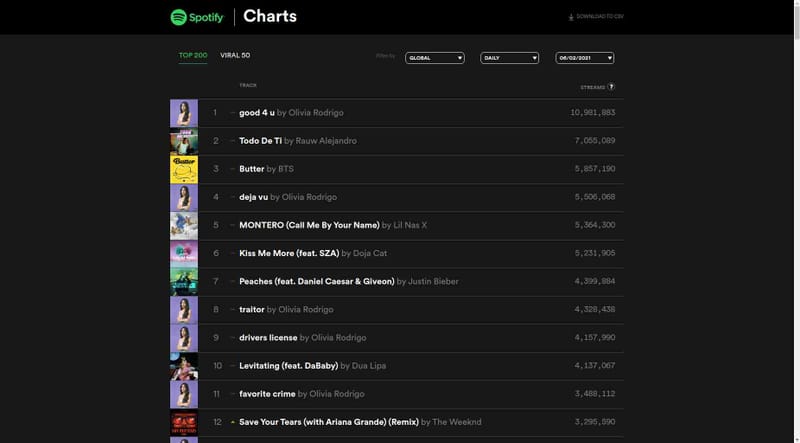 Spotify Charts
DOWNLOAD TO CSV
TOP 200 VIRAL 50 Filter by GLOBAL DAILY 06/02/2021
TRACK STREAMS ?
1 good 4 u by Olivia Rodrigo 10,981,883
2 Todo De Ti by Rauw Alejandro 7,055,089
Butter
3 Butter by BTS 5,857,190
4 deja vu by Olivia Rodrigo 5,506,068
5 MONTERO (Call Me By Your Name) by Lil Nas X 5,364,300
6 Kiss Me More (feat. SZA) by Doja Cat 5,231,905
7 Peaches (feat. Daniel Caesar & Giveon) by Justin Bieber 4,399,884
8 traitor by Olivia Rodrigo 4,328,438
9 drivers license by Olivia Rodrigo 4,157,990
10 Levitating (feat. DaBaby) by Dua Lipa 4,137,067
11 favorite crime by Olivia Rodrigo 3,488,112
12 Save Your Tears (with Ariana Grande) (Remix) by The Weeknd 3,295,590